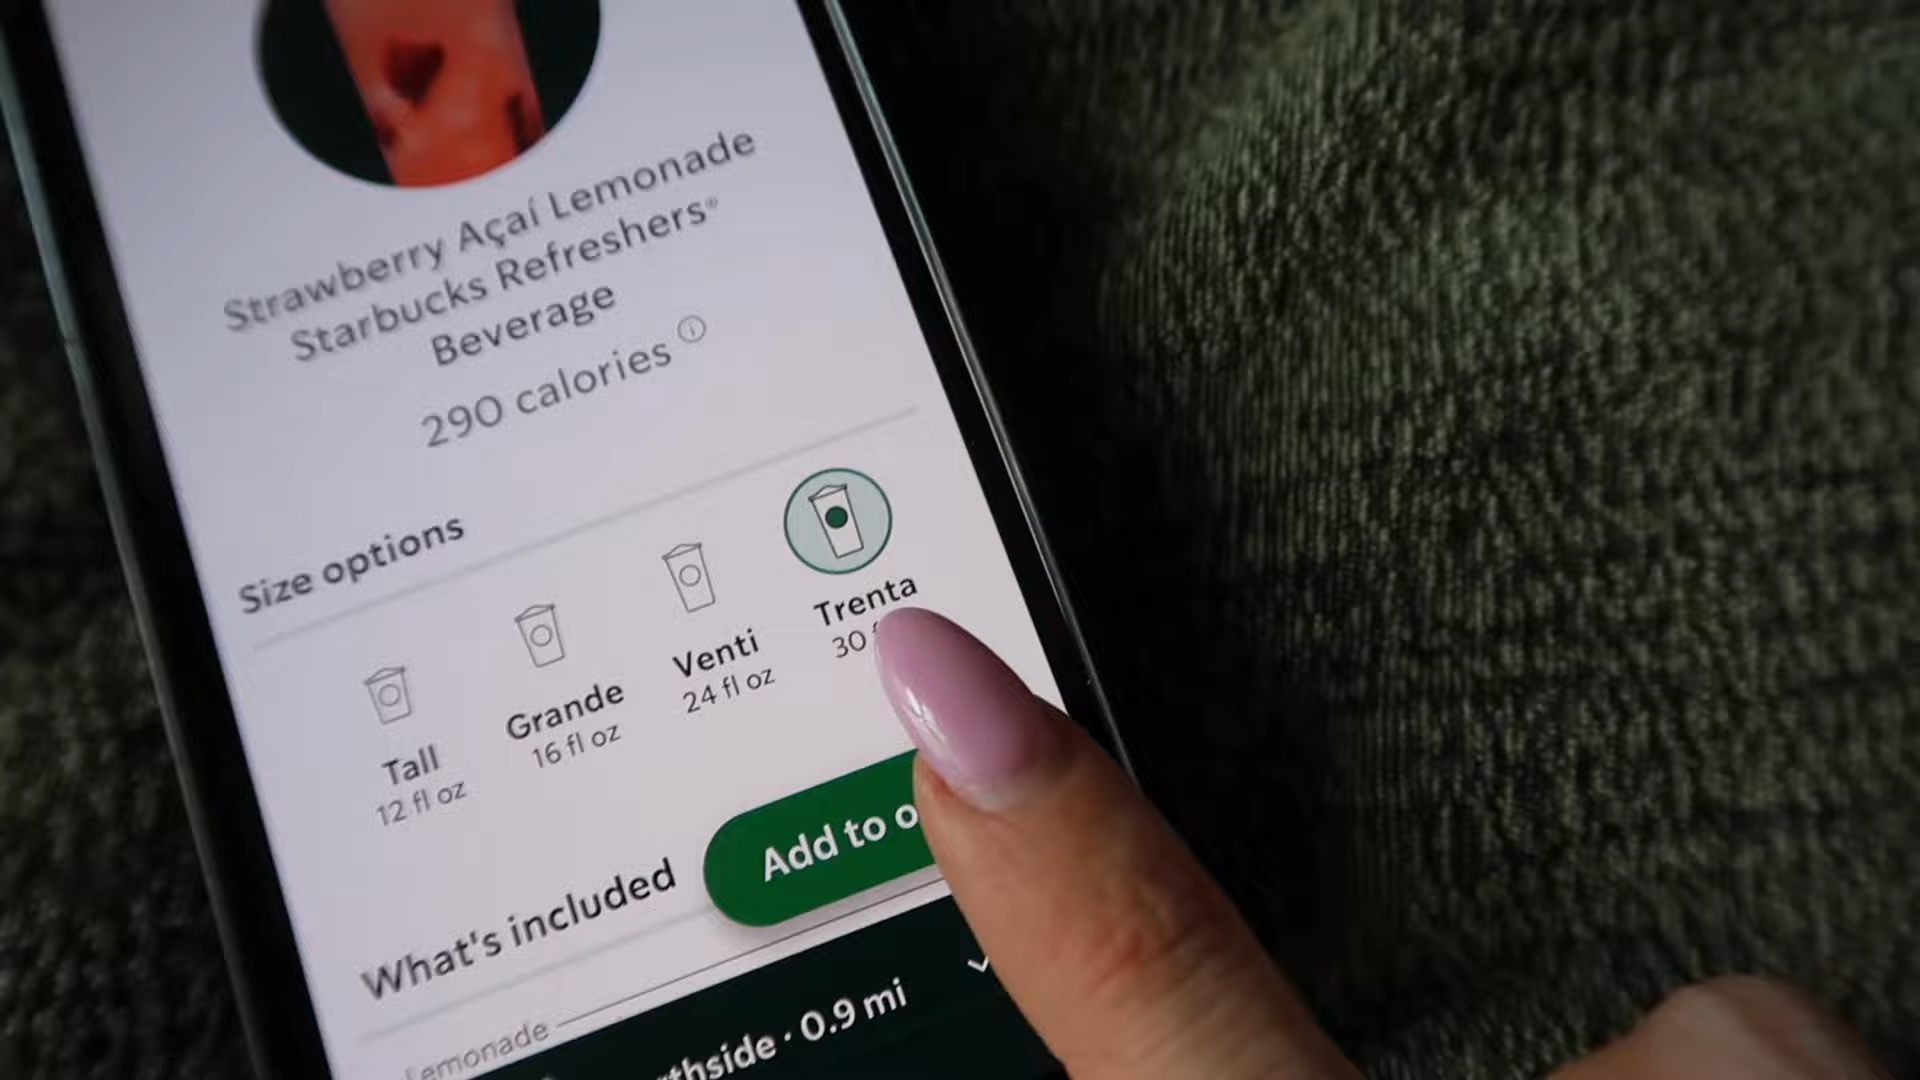 Strawberry Açaí Lemonade
Starbucks Refreshers®
Beverage
290 calories
Size options
Tall
12 fl oz
Grande
16 fl oz
Venti
24 fl oz
Trenta
30
Add to
What's included
Lemonade
0.9 mi